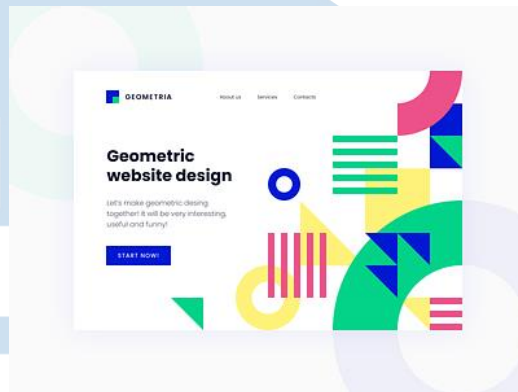 GEOMETRIA
About us Services Contacts
Geometric
website design
Let's make geometric desing
together! It will be very interesting,
useful and funny!
START NOW!